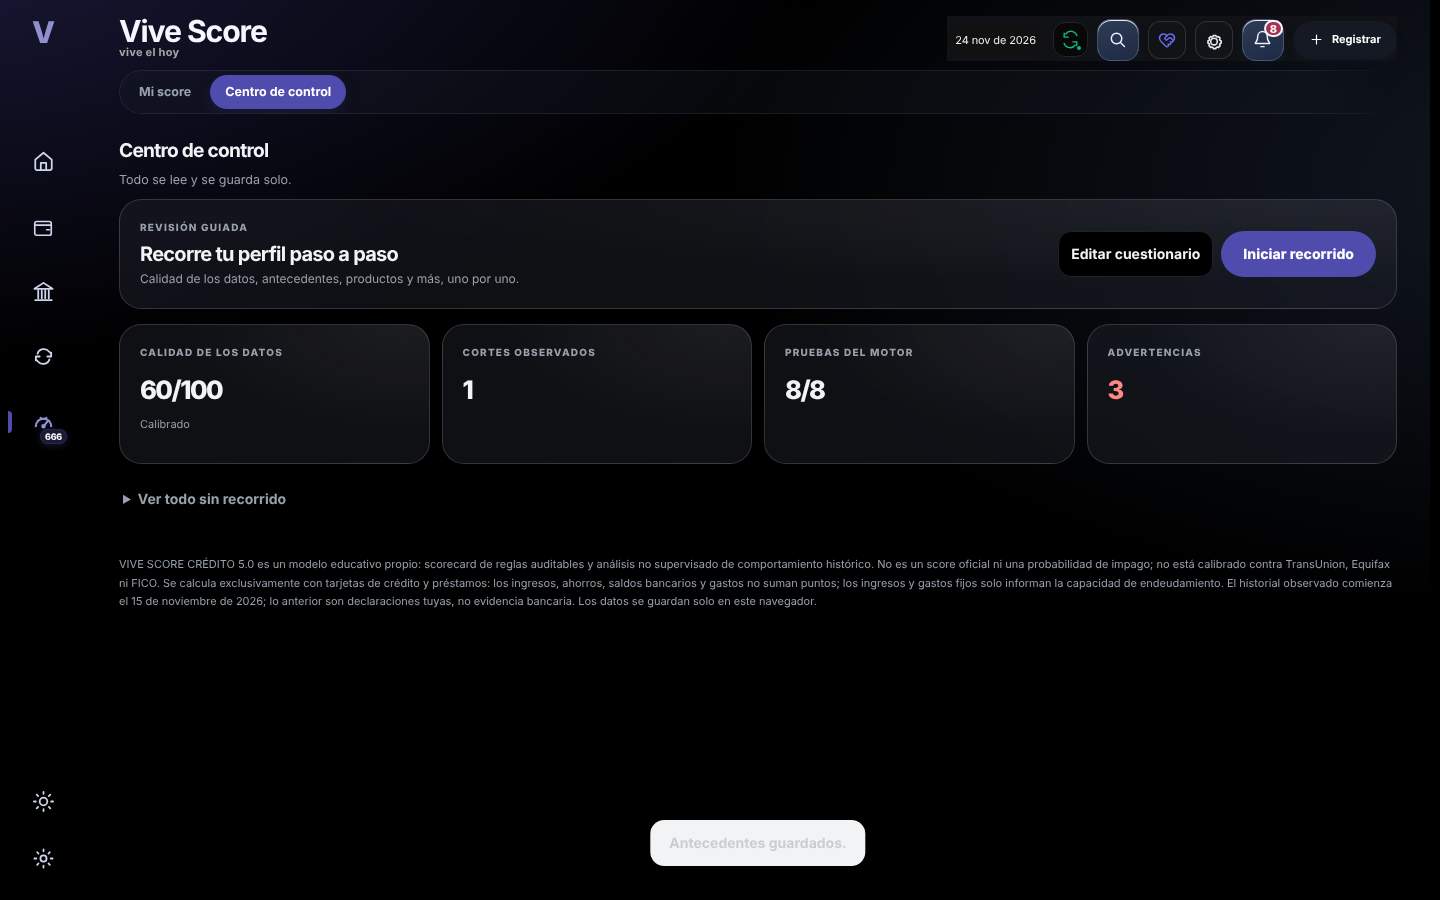 V
Vive Score
vive el hoy
24 nov de 2026
8
Registrar
Mi score
Centro de control
Centro de control
Todo se lee y se guarda solo.
REVISIÓN GUIADA
Recorre tu perfil paso a paso
Calidad de los datos, antecedentes, productos y más, uno por uno.
Editar cuestionario
Iniciar recorrido
CALIDAD DE LOS DATOS
60/100
Calibrado
CORTES OBSERVADOS
1
PRUEBAS DEL MOTOR
8/8
ADVERTENCIAS
3
666
Ver todo sin recorrido
VIVE SCORE CRÉDITO 5.0 es un modelo educativo propio: scorecard de reglas auditables y análisis no supervisado de comportamiento histórico. No es un score oficial ni una probabilidad de impago; no está calibrado contra TransUnion, Equifax
ni FICO. Se calcula exclusivamente con tarjetas de crédito y préstamos: los ingresos, ahorros, saldos bancarios y gastos no suman puntos; los ingresos y gastos fijos solo informan la capacidad de endeudamiento. El historial observado comienza
el 15 de noviembre de 2026; lo anterior son declaraciones tuyas, no evidencia bancaria. Los datos se guardan solo en este navegador.
Antecedentes guardados.